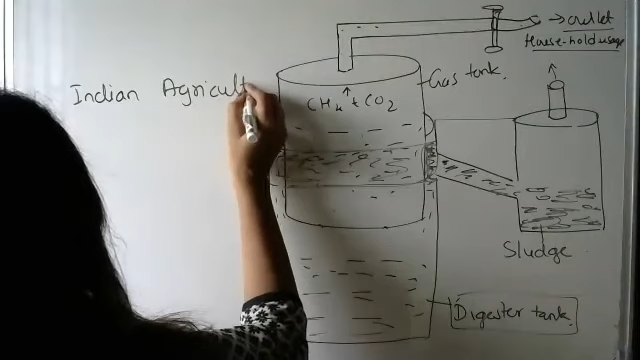 → outlet
House-hold usage
Gas tank.
Indian Agricult
CH4 + CO2
Sludge
Digester tank.